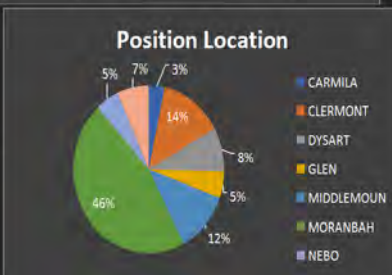 Position Location
7%
3%
5%
14%
8%
5%
12%
46%
CARMILA
CLERMONT
DYSART
GLEN
MIDDLEMOUN
MORANBAH
NEBO